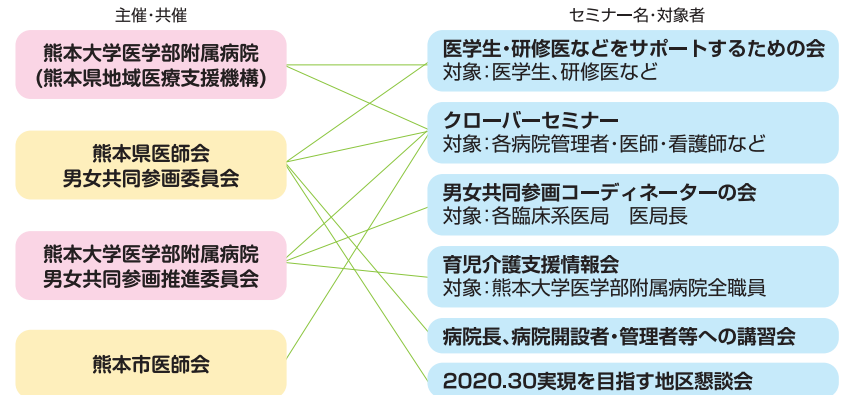 主催・共催
熊本大学医学部附属病院
(熊本県地域医療支援機構)
熊本県医師会
男女共同参画委員会
熊本大学医学部附属病院
男女共同参画推進委員会
熊本市医師会
セミナー名・対象者
医学生・研修医などをサポートするための会
対象：医学生、研修医など
クローバーセミナー
対象：各病院管理者・医師・看護師など
男女共同参画コーディネーターの会
対象：各臨床系医局　医局長
育児介護支援情報会
対象：熊本大学医学部附属病院全職員
病院長、病院開設者・管理者等への講習会
2020.30実現を目指す地区懇談会